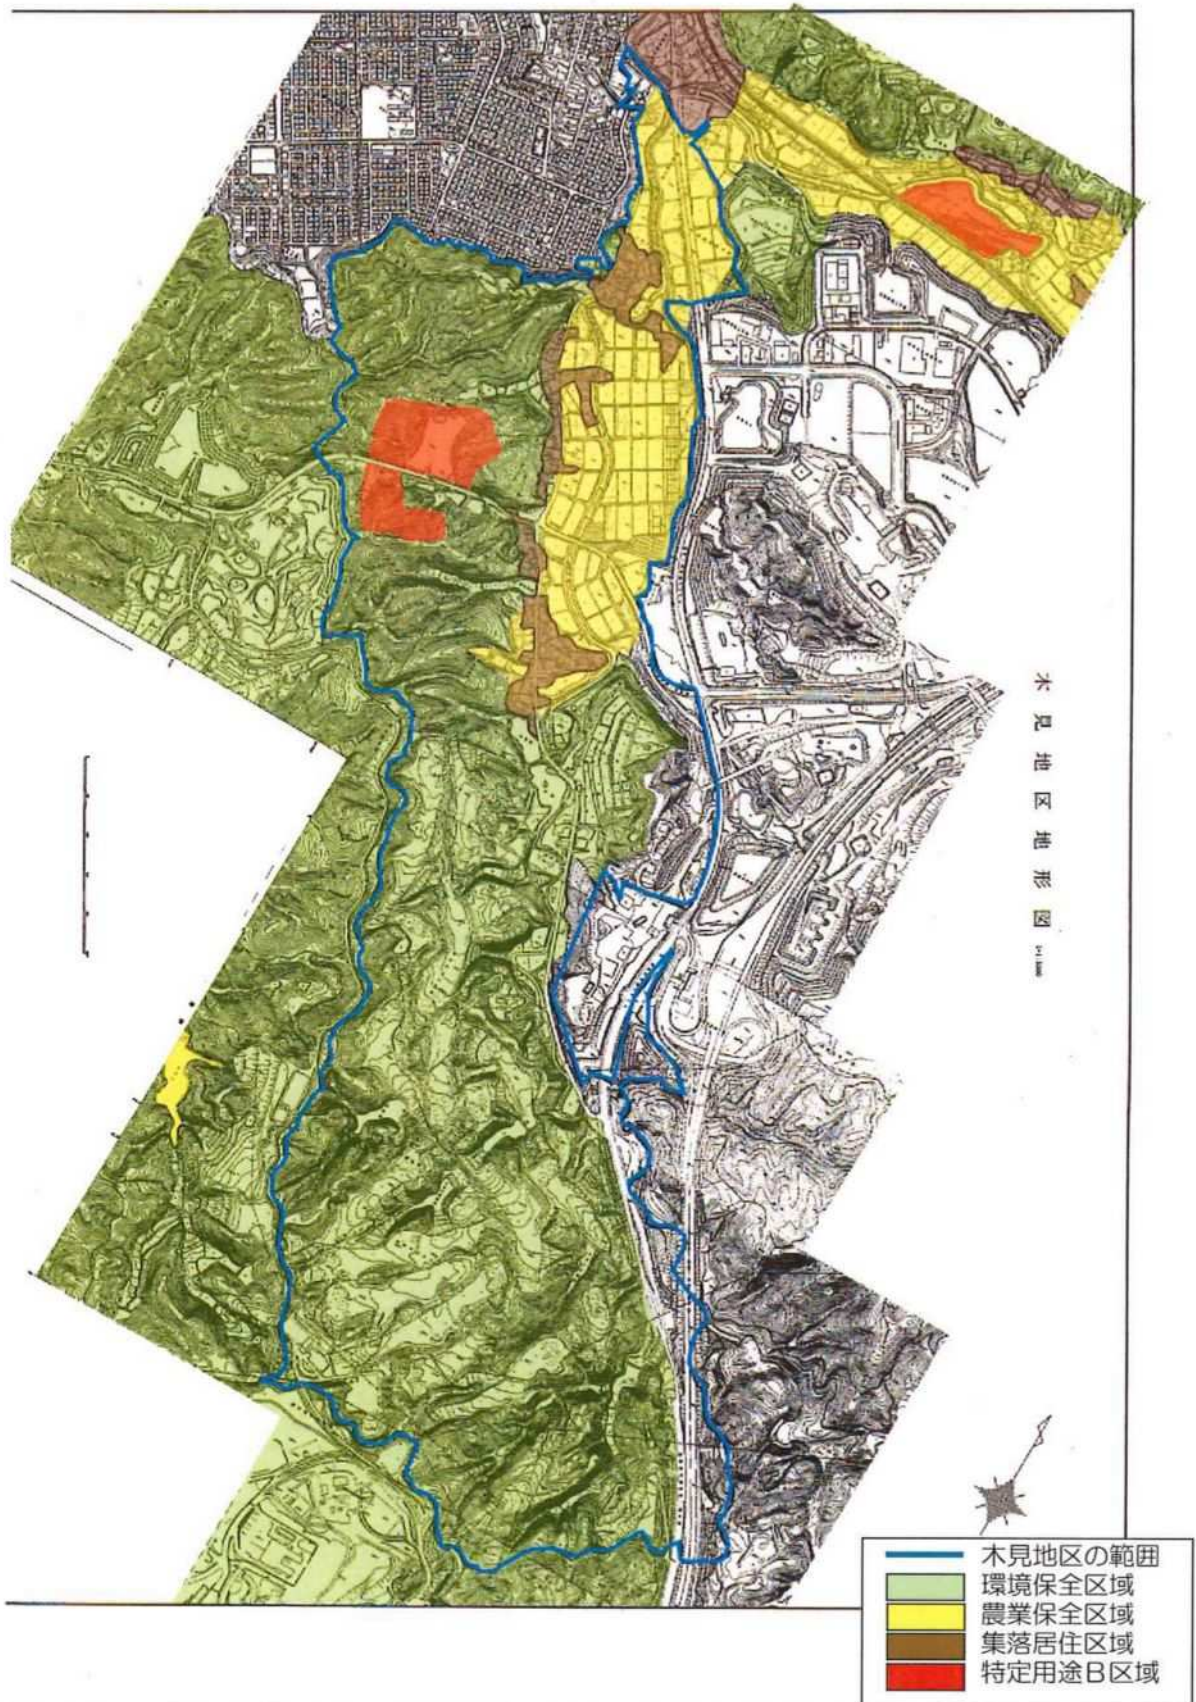 木見地区地形図
木見地区の範囲
環境保全区域
農業保全区域
集落居住区域
特定用途B区域